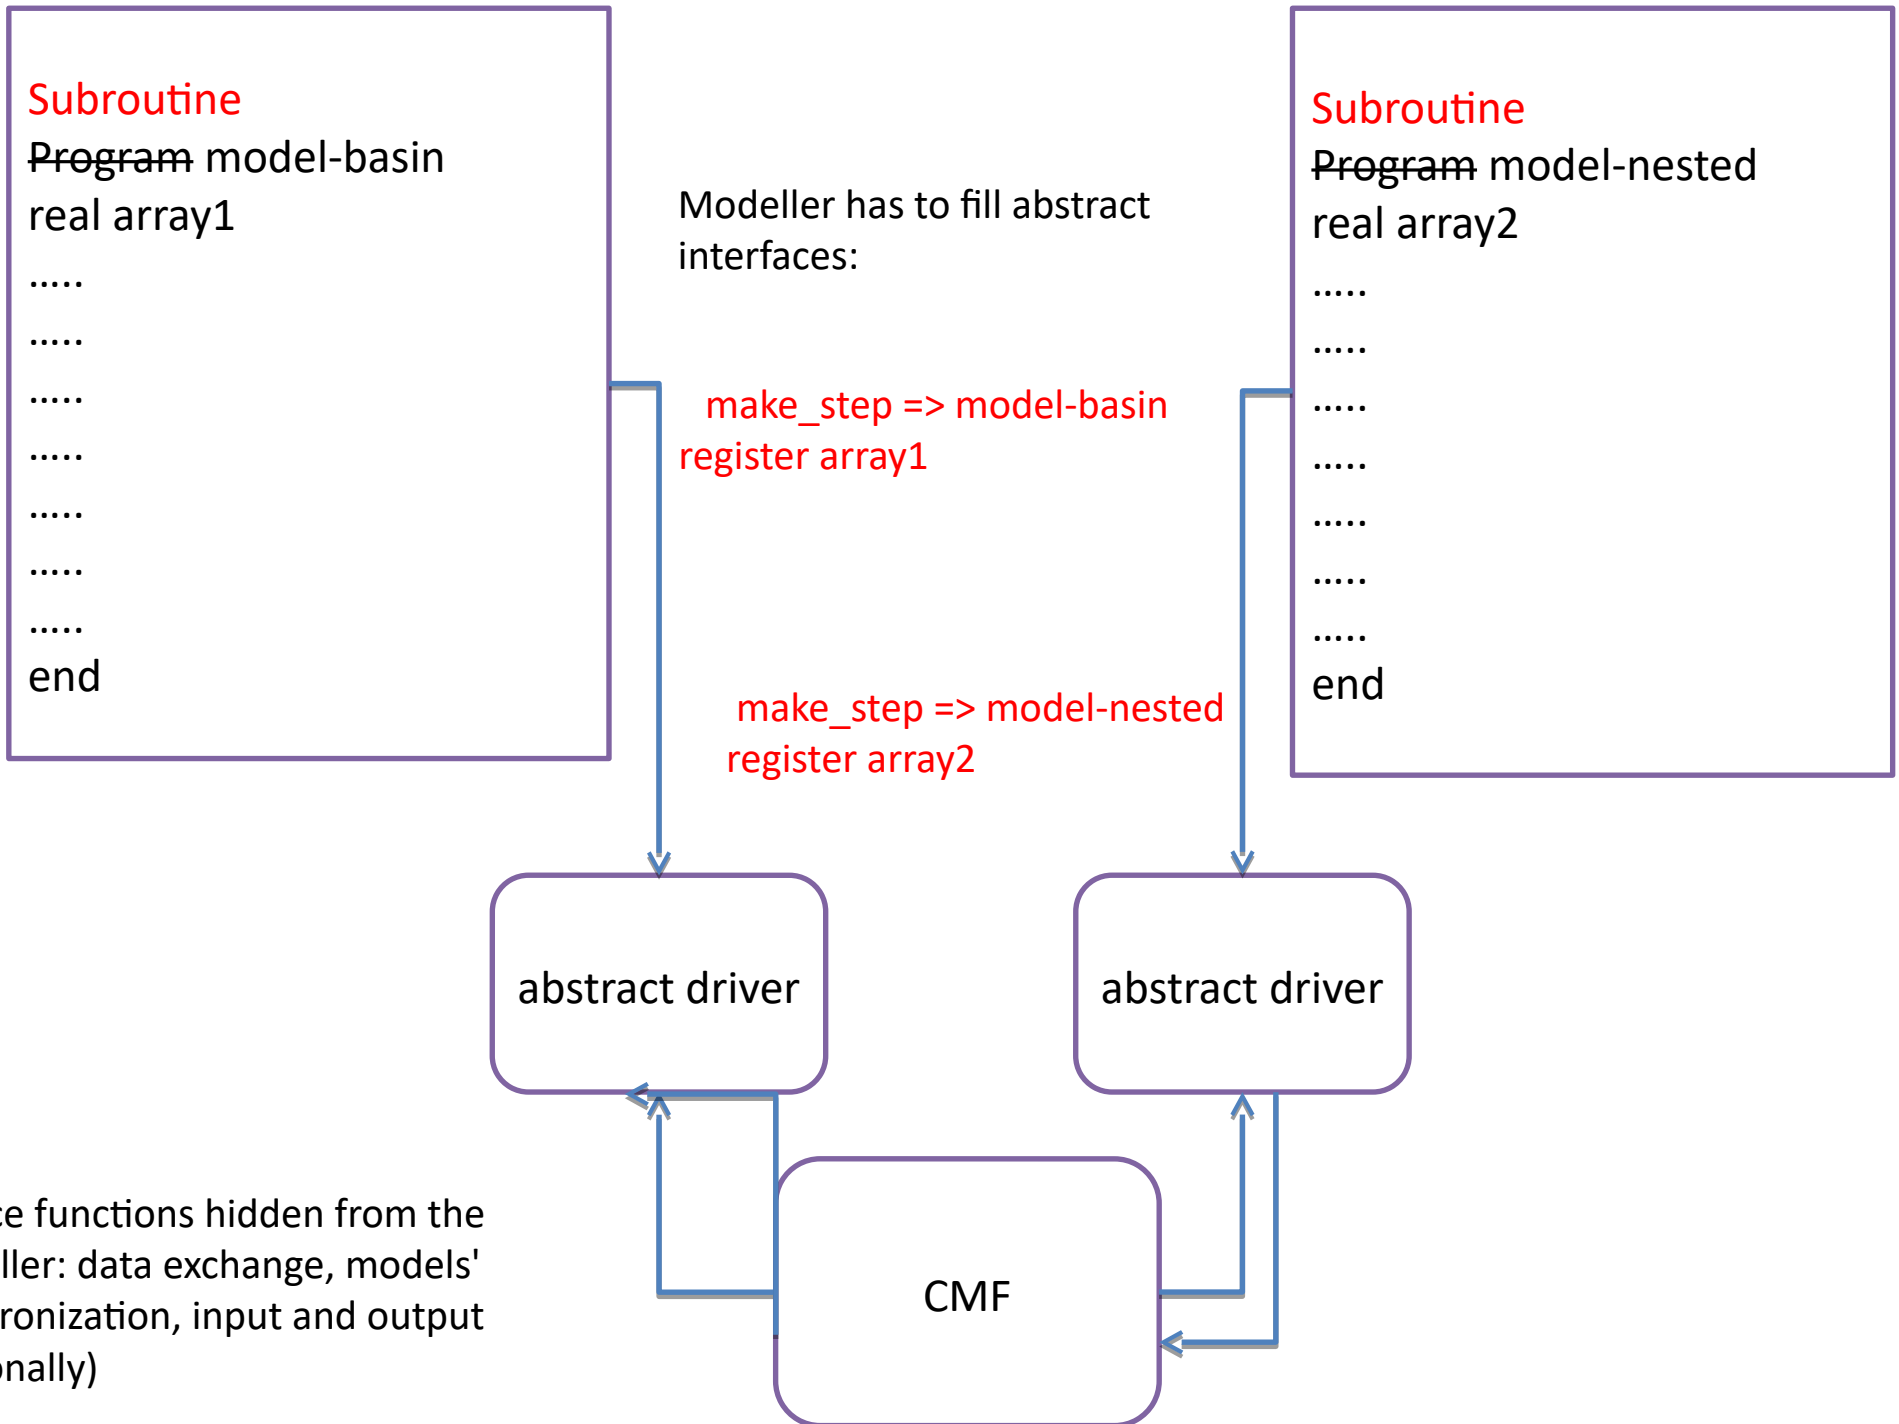 Subroutine
Program model-basin
real array1
.....
.....
.....
.....
.....
.....
.....
end
Modeller has to fill abstract
interfaces:
make_step => model-basin
register array1
make_step => model-nested
register array2
Subroutine
Program model-nested
real array2
.....
.....
.....
.....
.....
.....
.....
end
abstract driver
abstract driver
functions hidden from the
data exchange, models'
input and output
CMF